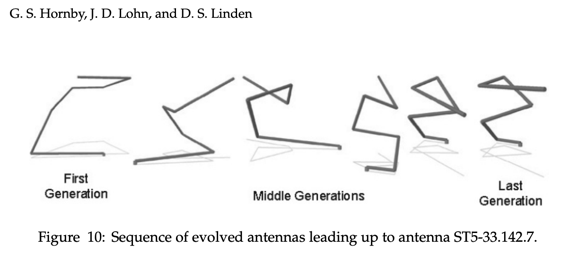 G. S. Hornby, J. D. Lohn, and D. S. Linden
First
Generation
Middle Generations
Last
Generation
Figure 10: Sequence of evolved antennas leading up to antenna ST5-33.142.7.